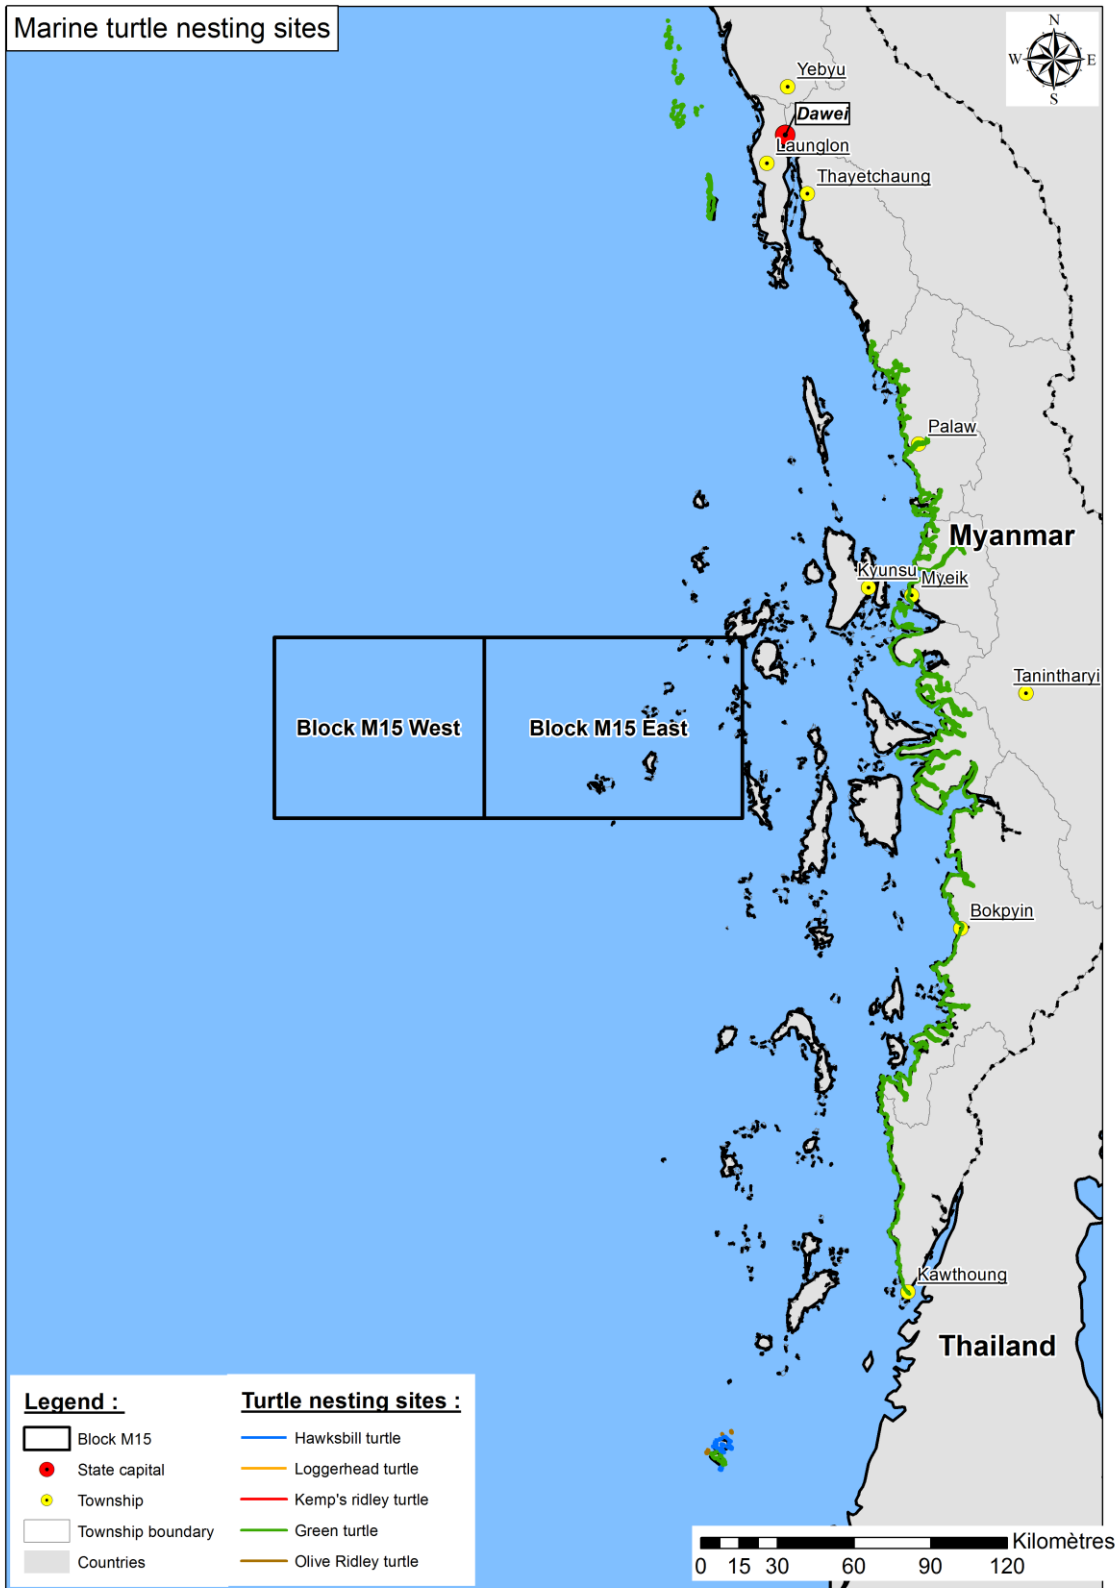 Marine turtle nesting sites
N
W
E
S
Yebyu
Dawei
Launglon
Thayetchaung
Palaw
Myanmar
Kyunsu
Myeik
Tanintharyi
Block M15 West
Block M15 East
Bokpyin
Kawthoung
Thailand
Legend :
Block M15
State capital
Township
Township boundary
Countries
Turtle nesting sites :
Hawksbill turtle
Loggerhead turtle
Kemp's ridley turtle
Green turtle
Olive Ridley turtle
Kilomètres
0 15 30 60 90 120